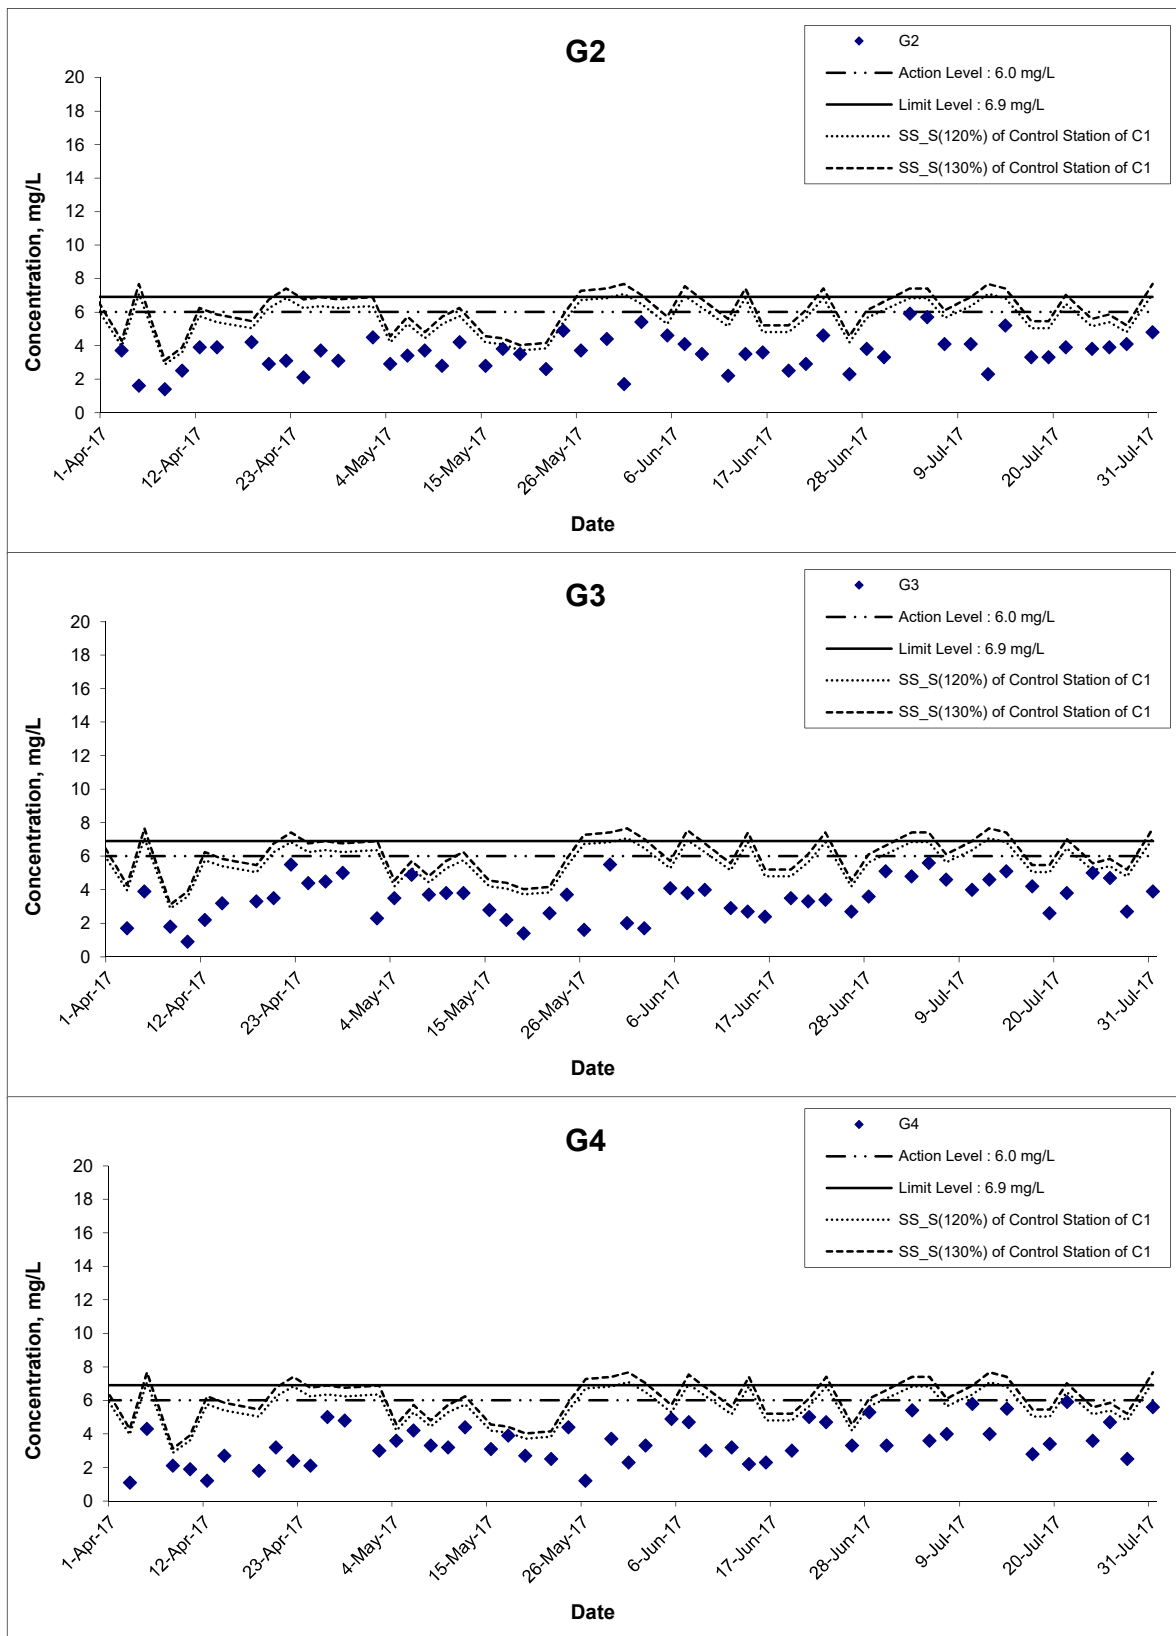 G2
G2
Action Level : 6.0 mg/L
Limit Level : 6.9 mg/L
SS_S(120%) of Control Station of C1
SS_S(130%) of Control Station of C1
Concentration, mg/L
20
18
16
14
12
10
8
6
4
2
0
1-Apr-17
12-Apr-17
23-Apr-17
4-May-17
15-May-17
26-May-17
6-Jun-17
17-Jun-17
28-Jun-17
9-Jul-17
20-Jul-17
31-Jul-17
Date
G3
G3
Action Level : 6.0 mg/L
Limit Level : 6.9 mg/L
SS_S(120%) of Control Station of C1
SS_S(130%) of Control Station of C1
Concentration, mg/L
20
18
16
14
12
10
8
6
4
2
0
1-Apr-17
12-Apr-17
23-Apr-17
4-May-17
15-May-17
26-May-17
6-Jun-17
17-Jun-17
28-Jun-17
9-Jul-17
20-Jul-17
31-Jul-17
Date
G4
G4
Action Level : 6.0 mg/L
Limit Level : 6.9 mg/L
SS_S(120%) of Control Station of C1
SS_S(130%) of Control Station of C1
Concentration, mg/L
20
18
16
14
12
10
8
6
4
2
0
1-Apr-17
12-Apr-17
23-Apr-17
4-May-17
15-May-17
26-May-17
6-Jun-17
17-Jun-17
28-Jun-17
9-Jul-17
20-Jul-17
31-Jul-17
Date